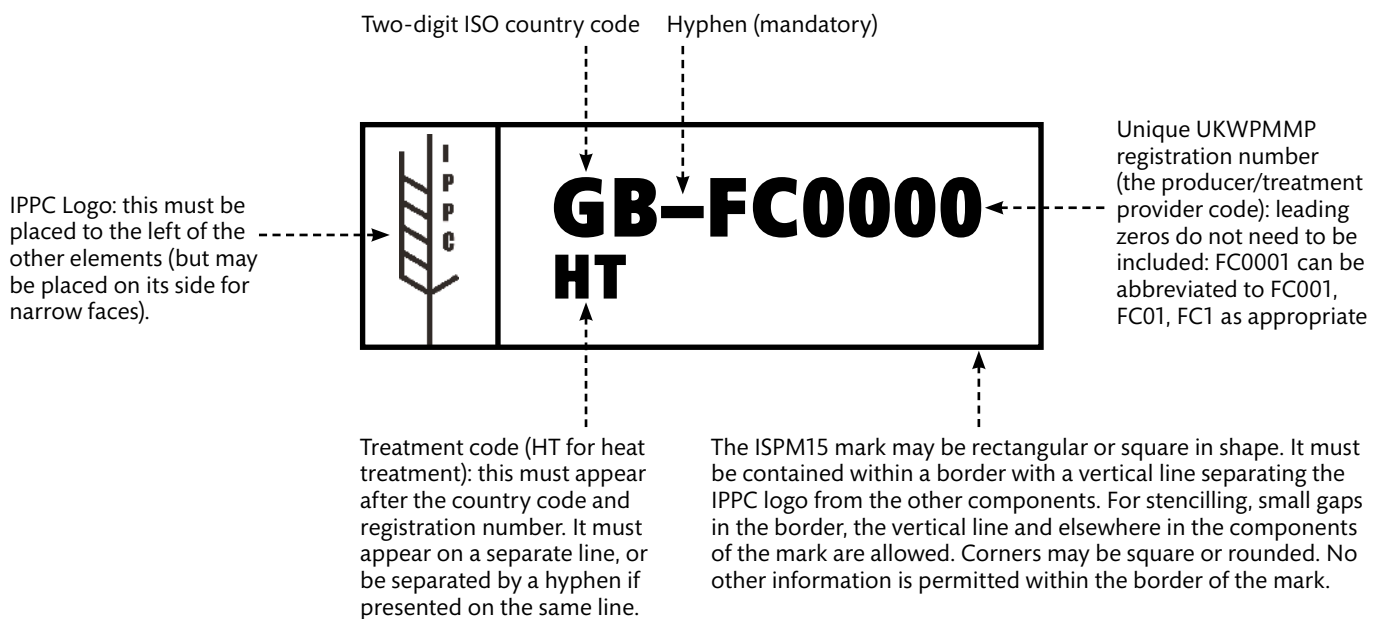 Two-digit ISO country code
Hyphen (mandatory)
IPPC Logo: this must be
placed to the left of the
other elements (but may
be placed on its side for
narrow faces).
I
P
P
C
GB-FC0000
HT
Unique UKWPMMP
registration number
(the producer/treatment
provider code): leading
zeros do not need to be
included: FC0001 can be
abbreviated to FC001,
FC01, FC1 as appropriate
Treatment code (HT for heat
treatment): this must appear
after the country code and
registration number. It must
appear on a separate line, or
be separated by a hyphen if
presented on the same line.
The ISPM15 mark may be rectangular or square in shape. It must
be contained within a border with a vertical line separating the
IPPC logo from the other components. For stencilling, small gaps
in the border, the vertical line and elsewhere in the components
of the mark are allowed. Corners may be square or rounded. No
other information is permitted within the border of the mark.